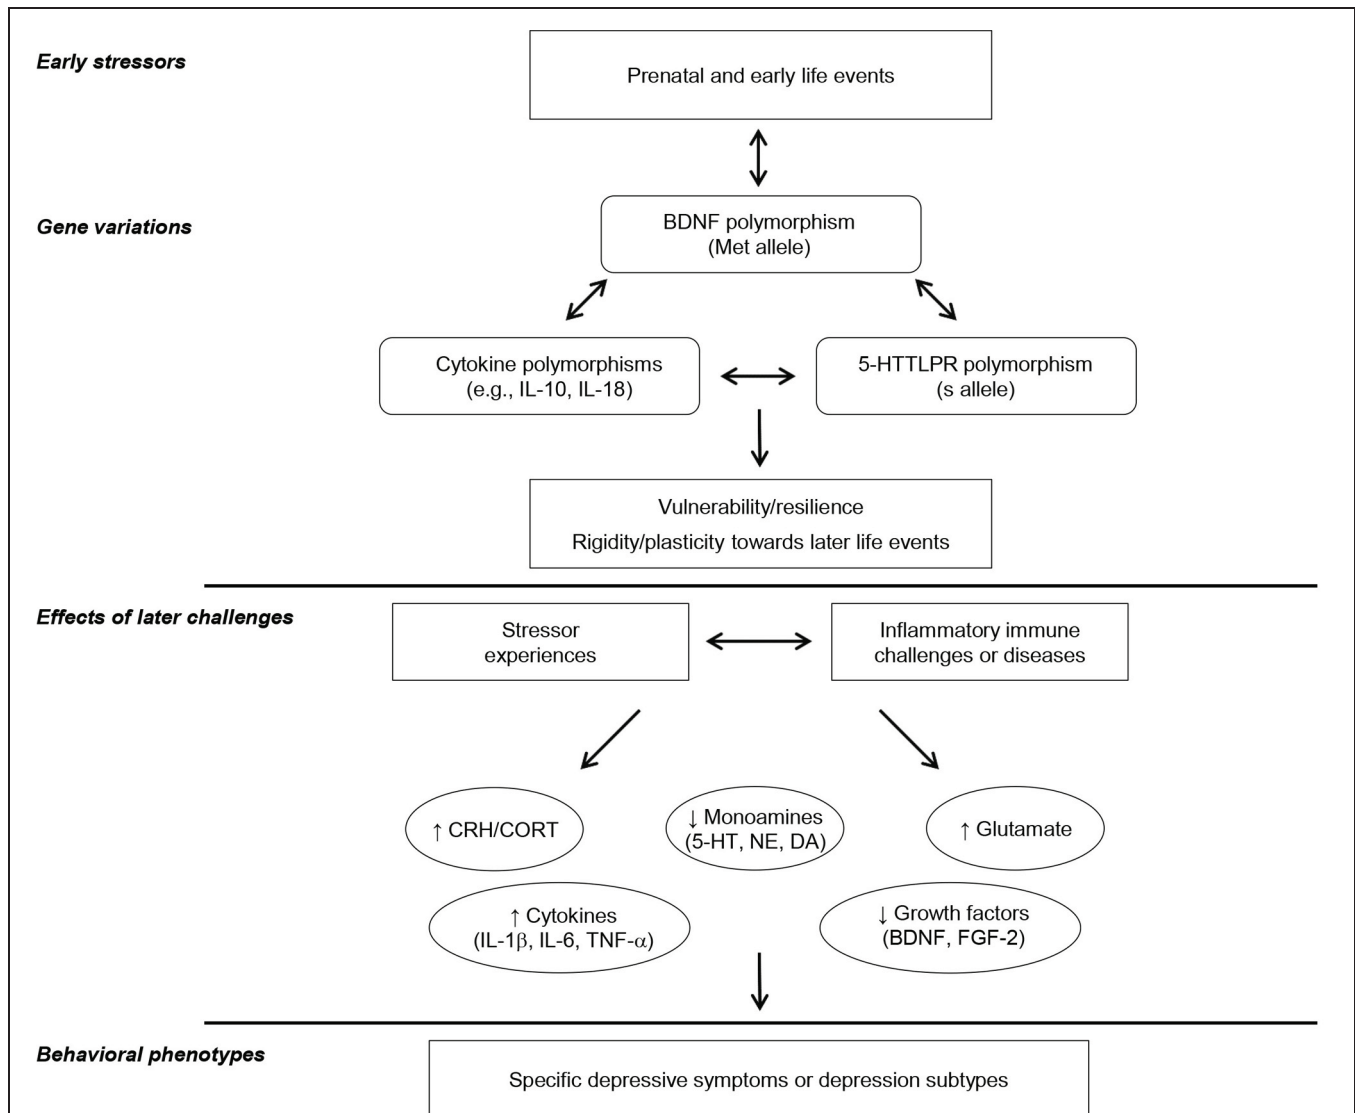 Early stressors
Prenatal and early life events
Gene variations
BDNF polymorphism
(Met allele)
Cytokine polymorphisms
(e.g., IL-10, IL-18)
5-HTTLPR polymorphism
(s allele)
Vulnerability/resilience
Rigidity/plasticity towards later life events
Effects of later challenges
Stressor
experiences
Inflammatory immune
challenges or diseases
↑ CRH/CORT
↓ Monoamines
(5-HT, NE, DA)
↑ Glutamate
↑ Cytokines
(IL-1β, IL-6, TNF-α)
↓ Growth factors
(BDNF, FGF-2)
Behavioral phenotypes
Specific depressive symptoms or depression subtypes